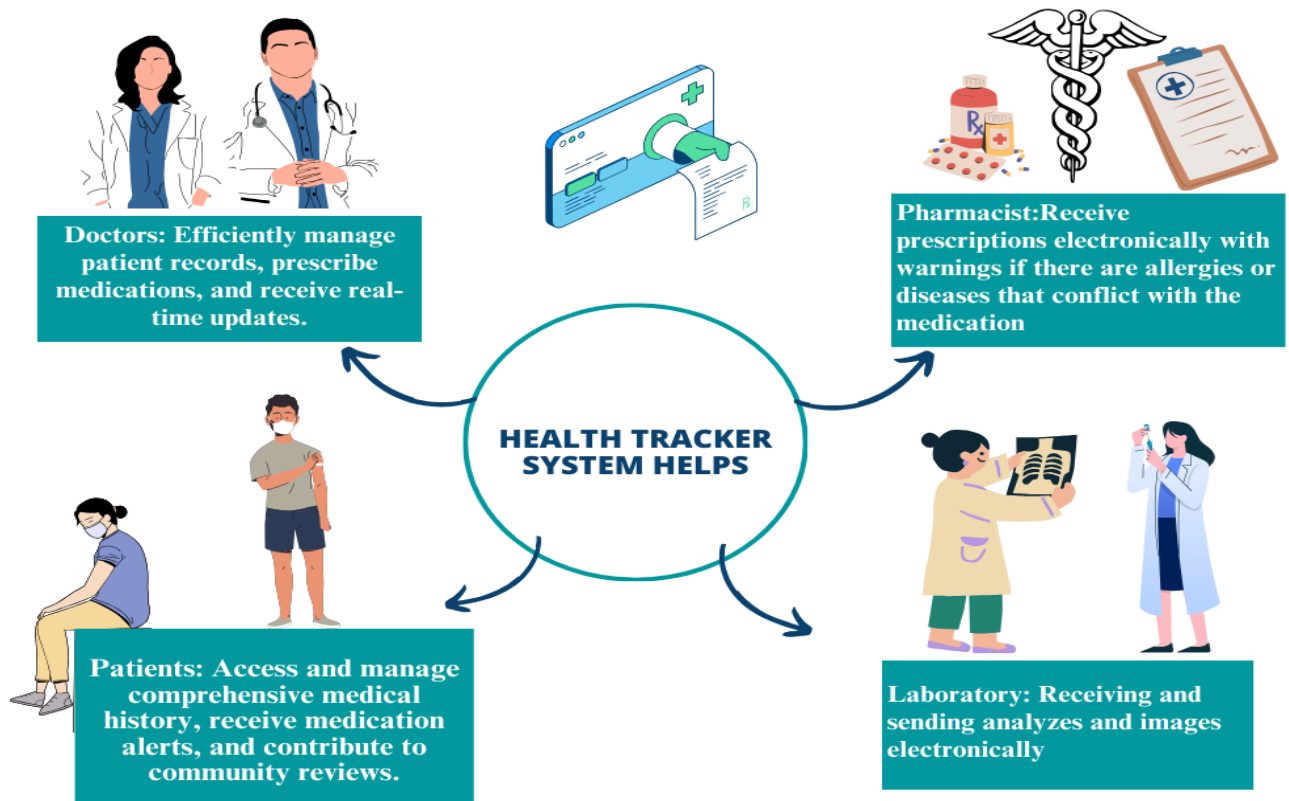 Doctors: Efficiently manage
patient records, prescribe
medications, and receive real-
time updates.
Rx
Rx
Pharmacist:Receive
prescriptions electronically with
warnings if there are allergies or
diseases that conflict with the
medication
HEALTH TRACKER
SYSTEM HELPS
Patients: Access and manage
comprehensive medical
history, receive medication
alerts, and contribute to
community reviews.
Laboratory: Receiving and
sending analyzes and images
electronically